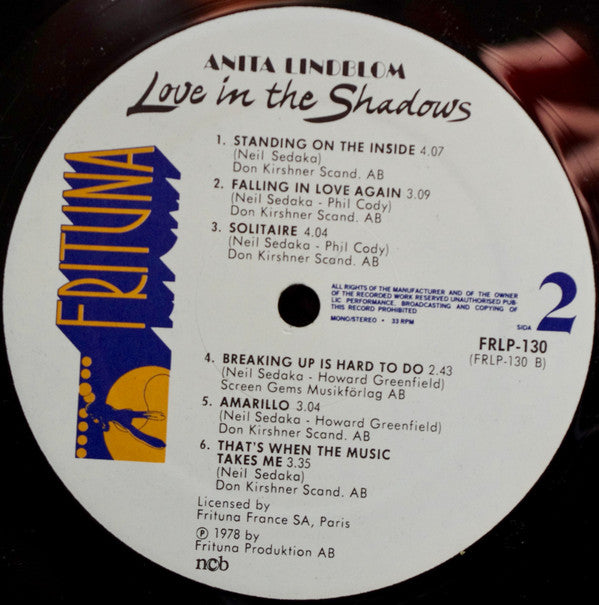 ANITA LINDBLOM
Love in the Shadows
FRITUNA
1. STANDING ON THE INSIDE 4.07
(Neil Sedaka)
Don Kirshner Scand. AB
2. FALLING IN LOVE AGAIN 3.09
(Neil Sedaka - Phil Cody)
Don Kirshner Scand. AB
3. SOLITAIRE 4.04
(Neil Sedaka - Phil Cody)
Don Kirshner Scand. AB
ALL RIGHTS OF THE MANUFACTURER AND OF THE OWNER
OF THE RECORDED WORK RESERVED UNAUTHORISED PUB-
LIC PERFORMANCE, BROADCASTING AND COPYING OF
THIS RECORD PROHIBITED
MONO/STEREO • 33 RPM
SIDA 2
FRLP-130
(FRLP-130 B)
4. BREAKING UP IS HARD TO DO 2.43
(Neil Sedaka - Howard Greenfield)
Screen Gems Musikförlag AB
5. AMARILLO 3.04
(Neil Sedaka - Howard Greenfield)
Don Kirshner Scand. AB
6. THAT'S WHEN THE MUSIC
TAKES ME 3.35
(Neil Sedaka)
Don Kirshner Scand. AB
Licensed by
Frituna France SA, Paris
℗ 1978 by
Frituna Produktion AB
ncb